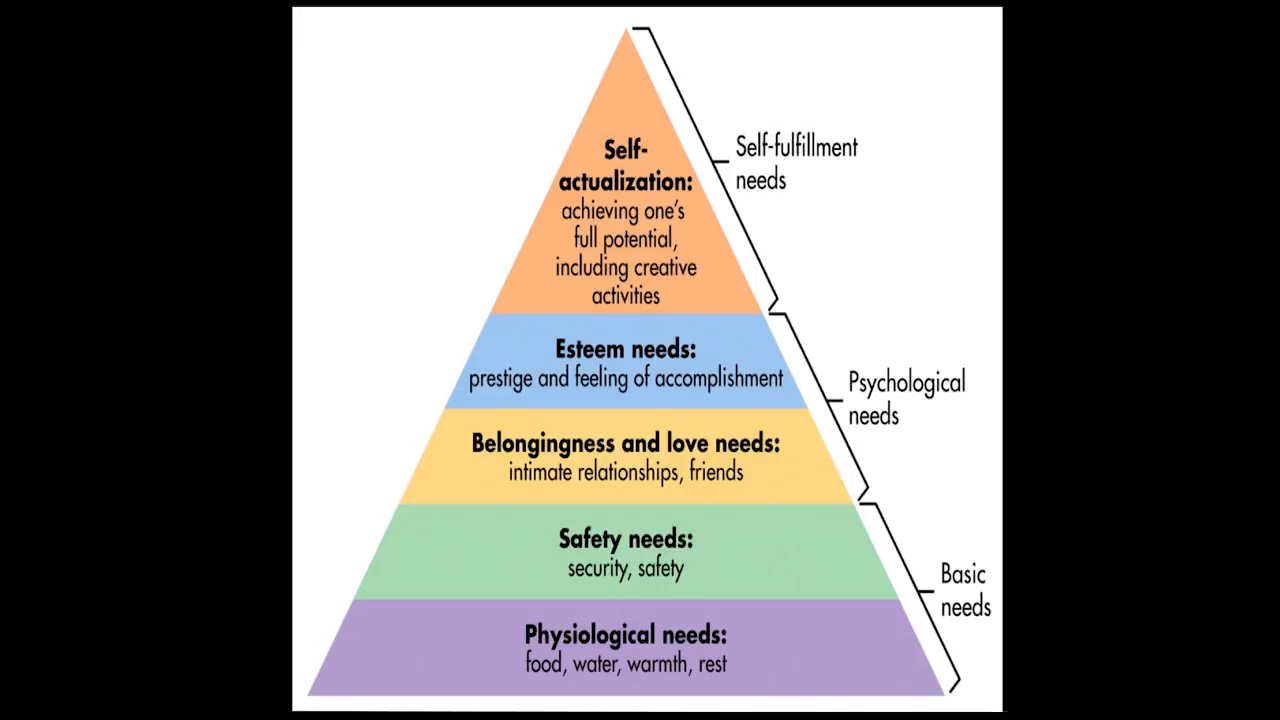 Self-
actualization:
achieving one's
full potential,
including creative
activities
Self-fulfillment
needs
Esteem needs:
prestige and feeling of accomplishment
Psychological
needs
Belongingness and love needs:
intimate relationships, friends
Safety needs:
security, safety
Basic
needs
Physiological needs:
food, water, warmth, rest